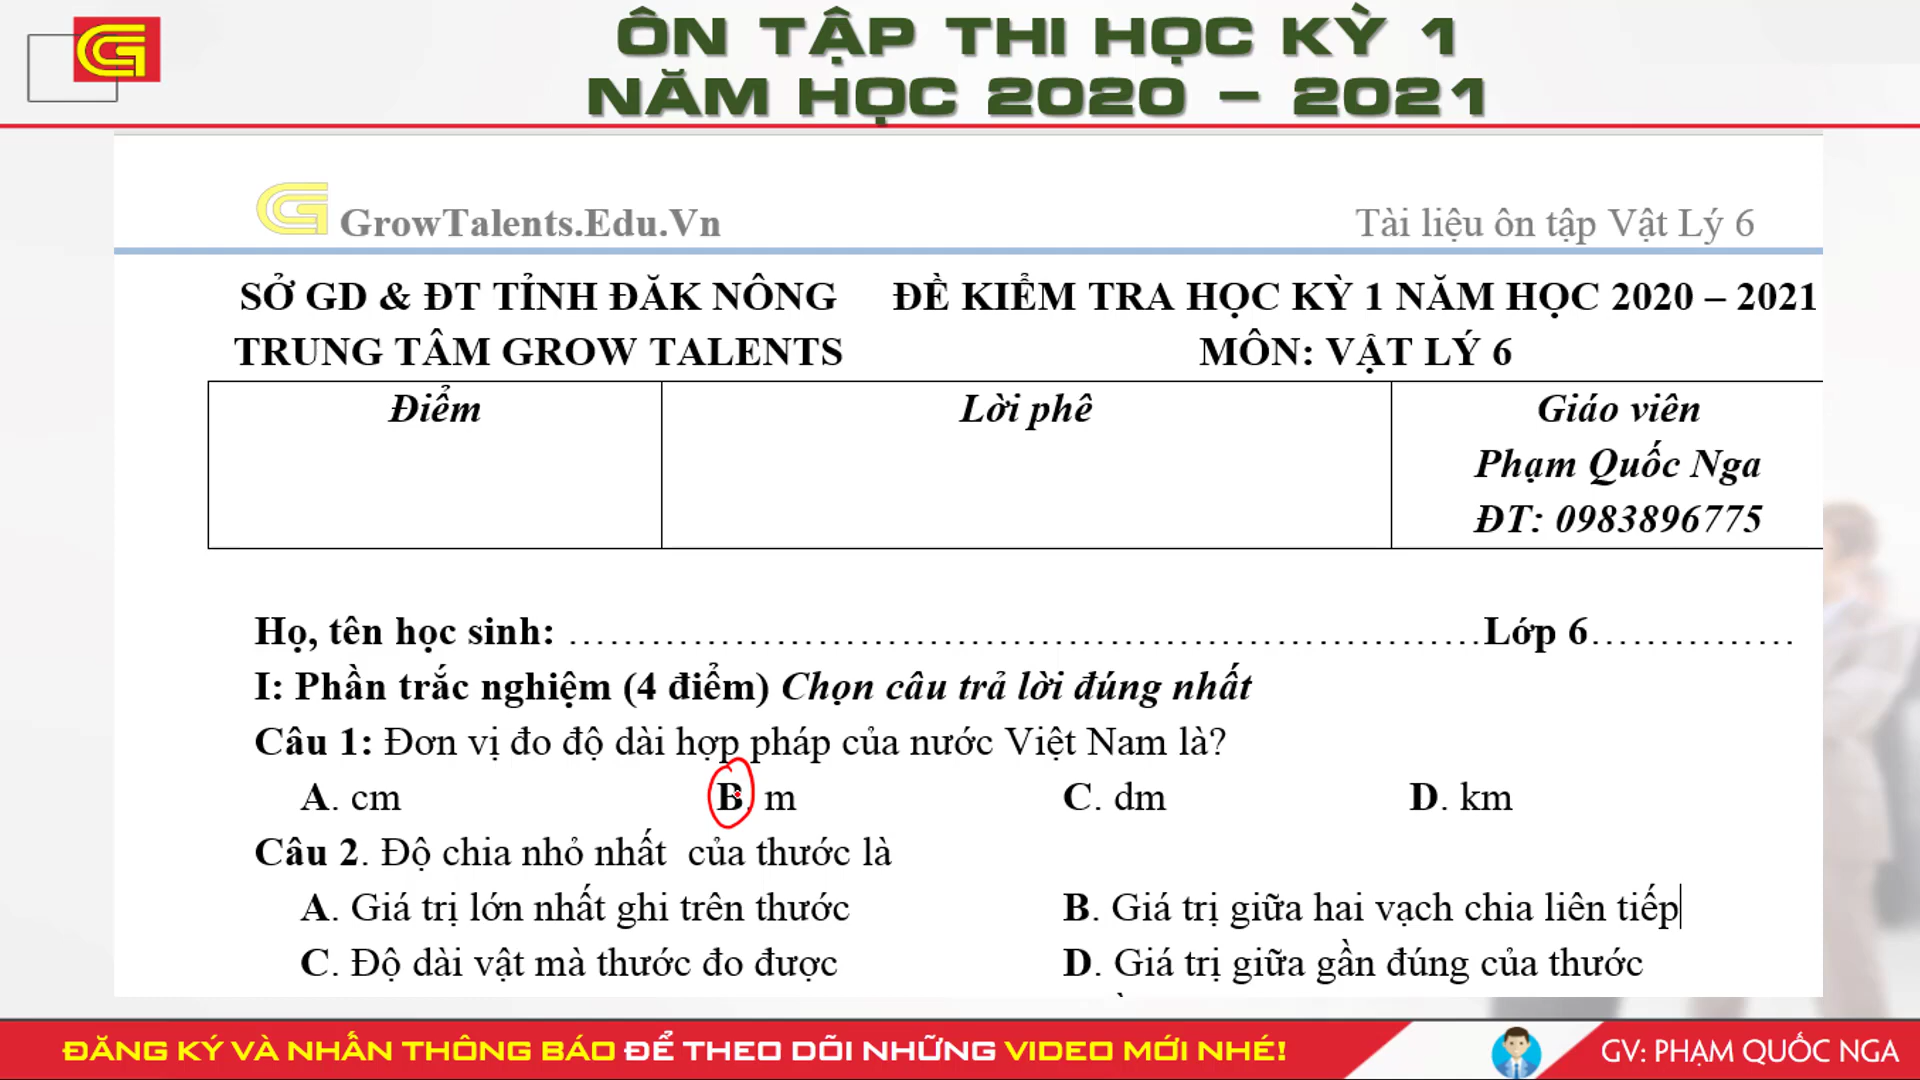 ÔN TẬP THI HỌC KỲ 1
NĂM HỌC 2020 – 2021
GrowTalents.Edu.Vn
Tài liệu ôn tập Vật Lý 6
SỞ GD & ĐT TỈNH ĐĂK NÔNG
ĐỀ KIỂM TRA HỌC KỲ 1 NĂM HỌC 2020 – 2021
TRUNG TÂM GROW TALENTS
MÔN: VẬT LÝ 6
Điểm
Lời phê
Giáo viên
Phạm Quốc Nga
ĐT: 0983896775
Họ, tên học sinh: ……………………………………………………………Lớp 6……………
I: Phần trắc nghiệm (4 điểm) Chọn câu trả lời đúng nhất
Câu 1: Đơn vị đo độ dài hợp pháp của nước Việt Nam là?
A. cm B. m C. dm D. km
Câu 2. Độ chia nhỏ nhất của thước là
A. Giá trị lớn nhất ghi trên thước B. Giá trị giữa hai vạch chia liên tiếp
C. Độ dài vật mà thước đo được D. Giá trị giữa gần đúng của thước
ĐĂNG KÝ VÀ NHẤN THÔNG BÁO ĐỂ THEO DÕI NHỮNG VIDEO MỚI NHÉ!
GV: PHẠM QUỐC NGA